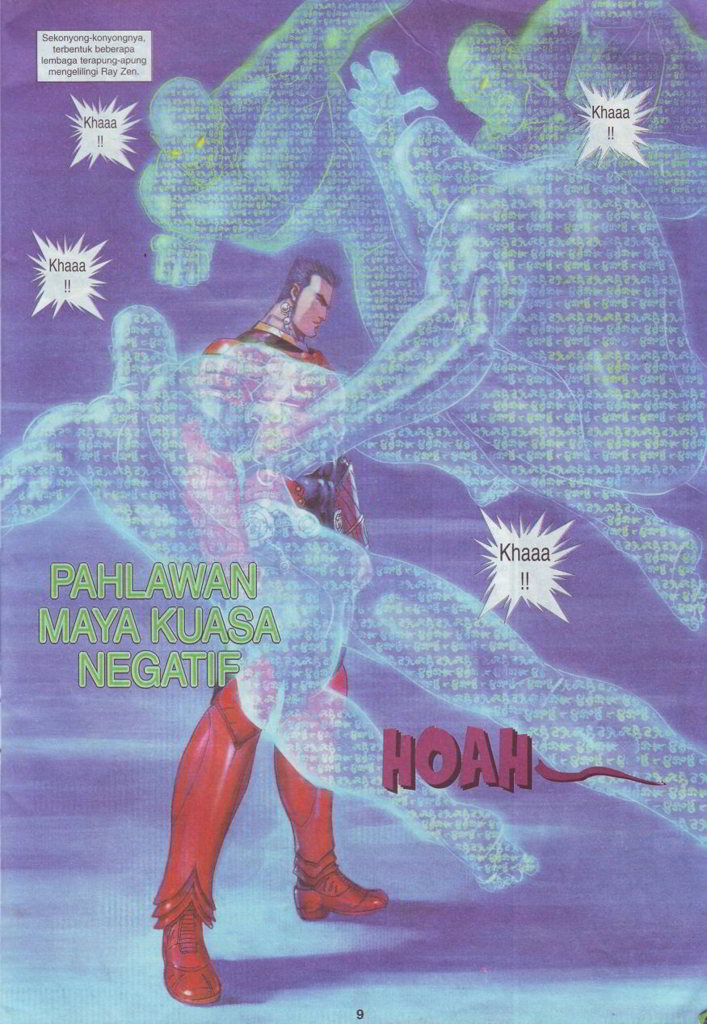 Sekonyong-konyongnya,
terbentuk beberapa
lembaga terapung-apung
mengelilingi Ray Zen.
Khaaa
!!
Khaaa
!!
Khaaa
!!
Khaaa
!!
PAHLAWAN
MAYA KUASA
NEGATIF
HOAH
9